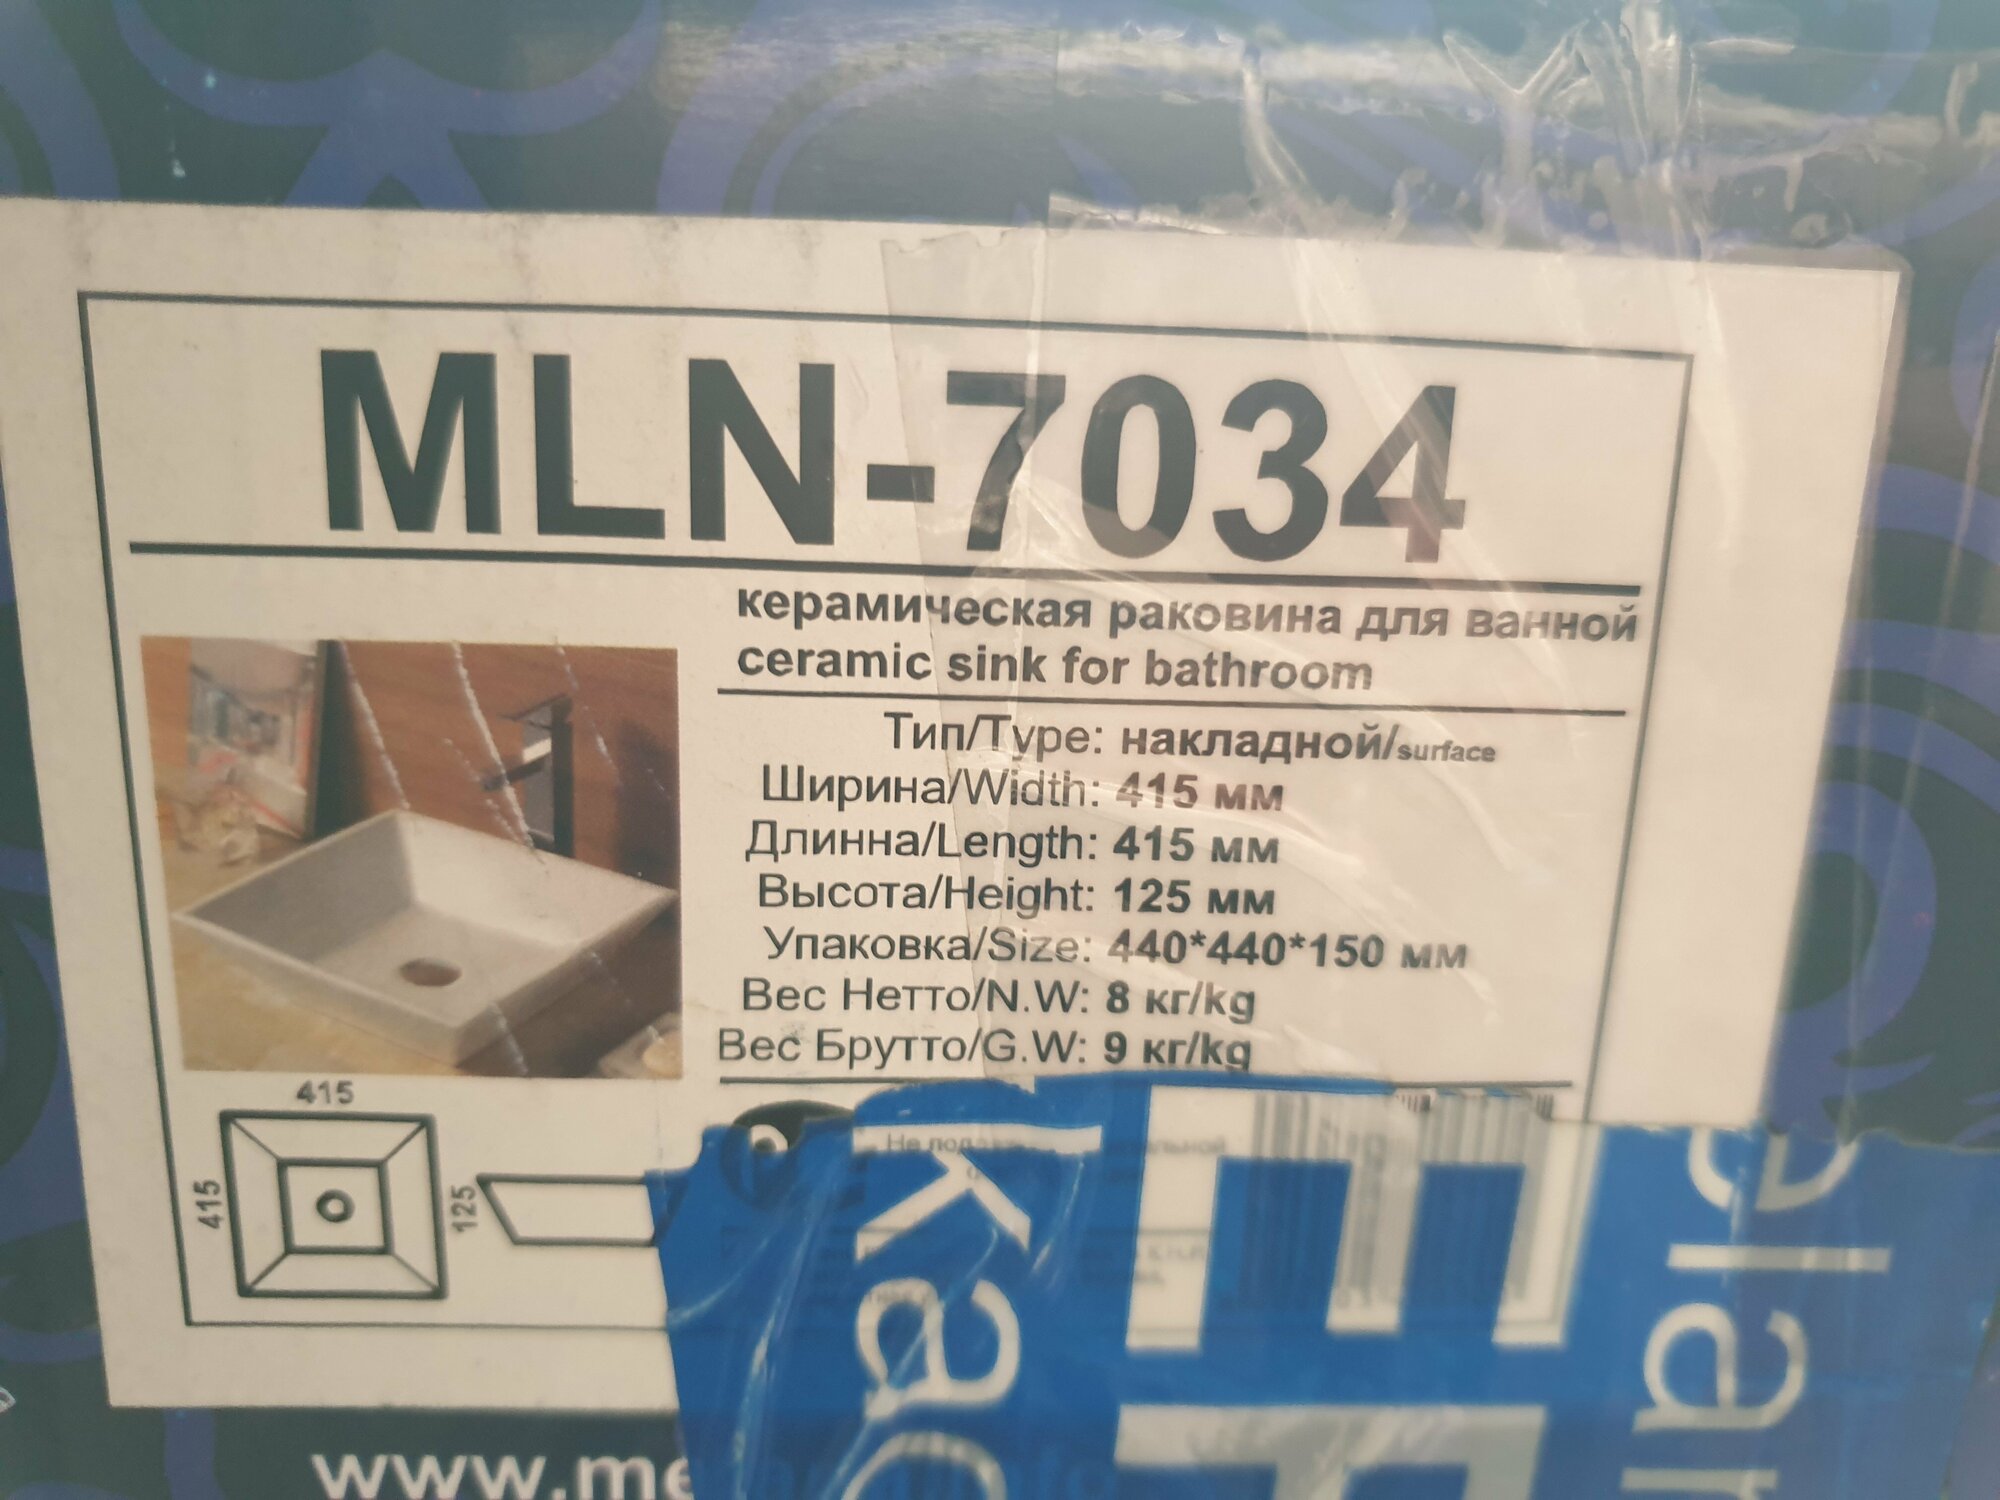 MLN-7034
керамическая раковина для ванной
ceramic sink for bathroom
Тип/Type: накладной/surface
Ширина/Width: 415 мм
Длинна/Length: 415 мм
Высота/Height: 125 мм
Упаковка/Size: 440*440*150 мм
Вес Нетто/N.W: 8 кг/kg
Вес Брутто/G.W: 9 кг/kg
415
415
125
Не
www.me